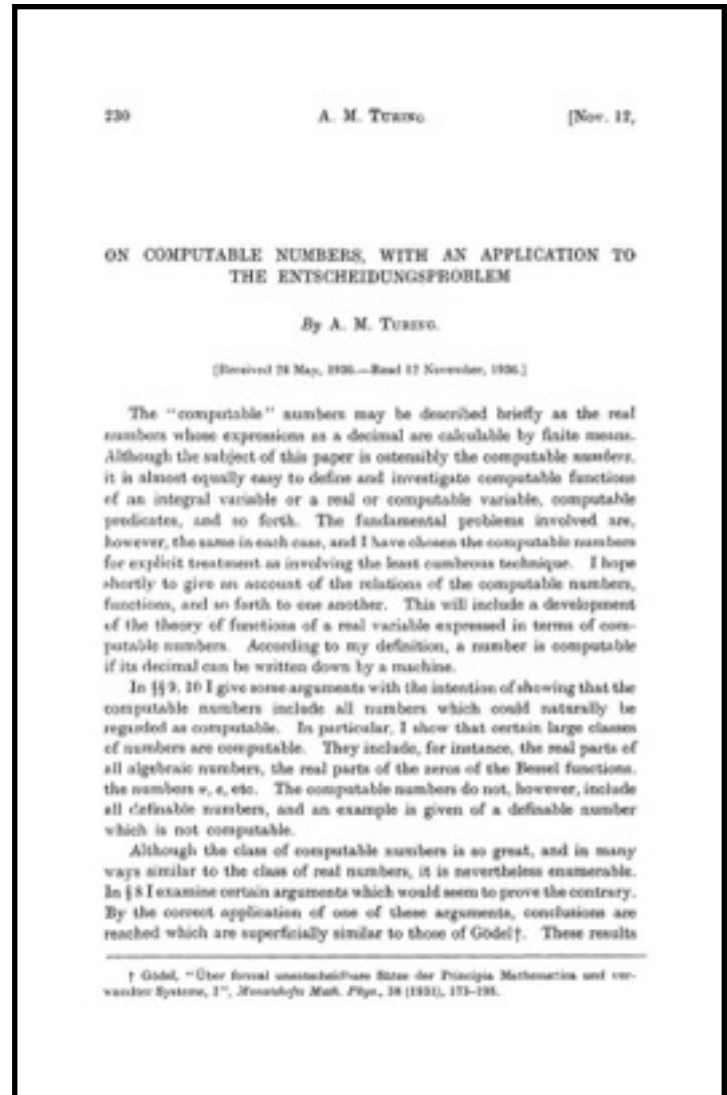 230 A. M. TURING [Nov. 12,
ON COMPUTABLE NUMBERS, WITH AN APPLICATION TO
THE ENTSCHEIDUNGSPROBLEM
By A. M. TURING.
[Received 28 May, 1936.—Read 12 November, 1936.]
The "computable" numbers may be described briefly as the real
numbers whose expressions as a decimal are calculable by finite means.
Although the subject of this paper is ostensibly the computable numbers,
it is almost equally easy to define and investigate computable functions
of an integral variable or a real or computable variable, computable
predicates, and so forth. The fundamental problems involved are,
however, the same in each case, and I have chosen the computable numbers
for explicit treatment as involving the least cumbrous technique. I hope
shortly to give an account of the relations of the computable numbers,
functions, and so forth to one another. This will include a development
of the theory of functions of a real variable expressed in terms of com-
putable numbers. According to my definition, a number is computable
if its decimal can be written down by a machine.
In §§ 9, 10 I give some arguments with the intention of showing that the
computable numbers include all numbers which could naturally be
regarded as computable. In particular, I show that certain large classes
of numbers are computable. They include, for instance, the real parts of
all algebraic numbers, the real parts of the zeros of the Bessel functions,
the numbers π, e, etc. The computable numbers do not, however, include
all definable numbers, and an example is given of a definable number
which is not computable.
Although the class of computable numbers is so great, and in many
ways similar to the class of real numbers, it is nevertheless enumerable.
In § 8 I examine certain arguments which would seem to prove the contrary.
By the correct application of one of these arguments, conclusions are
reached which are superficially similar to those of Gödel†. These results
† Gödel, "Über formal unentscheidbare Sätze der Principia Mathematica und ver-
wandter Systeme, I", Monatshefte Math. Phys., 38 (1931), 173-198.